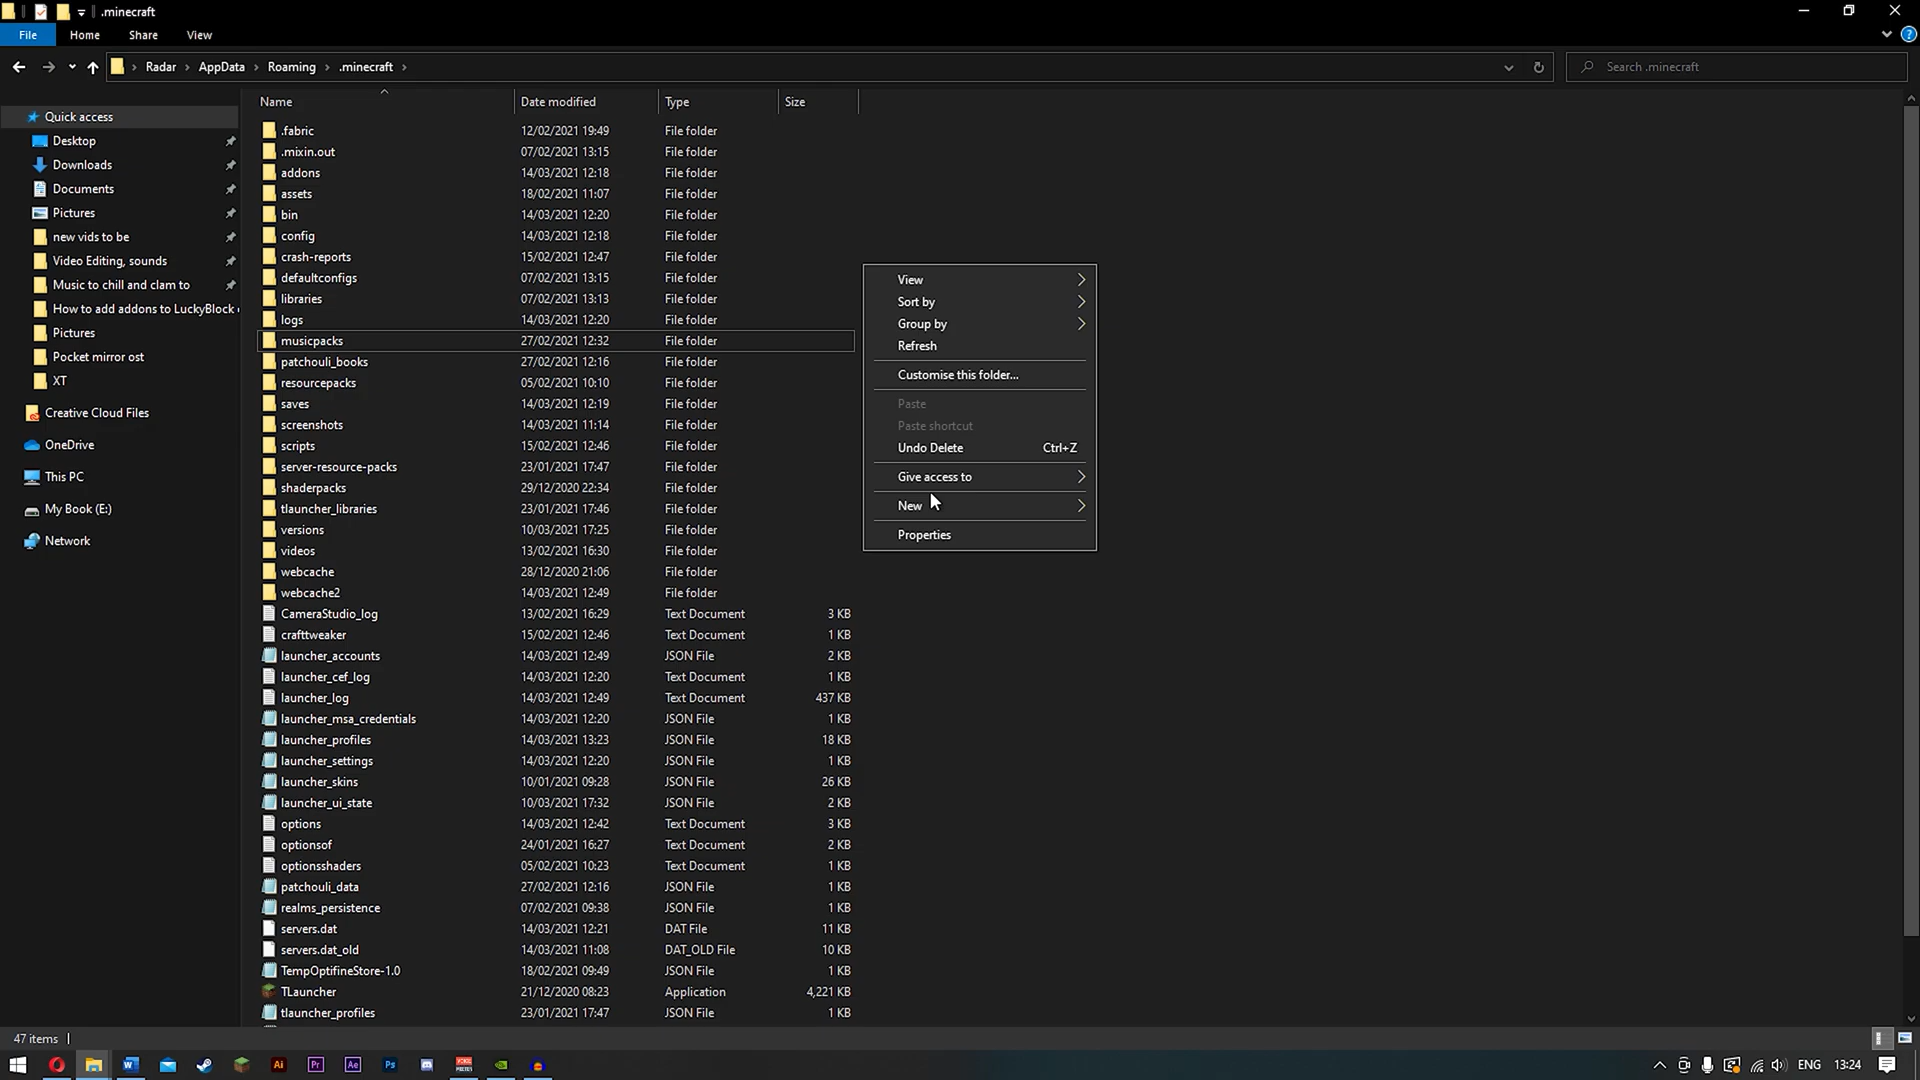 .minecraft
File Home Share View
Radar AppData Roaming .minecraft
Search .minecraft
Name Date modified Type Size
Quick access
Desktop
Downloads
Documents
Pictures
new vids to be
Video Editing, sounds
Music to chill and clam to
How to add addons to LuckyBlock
Pictures
Pocket mirror ost
XT
Creative Cloud Files
OneDrive
This PC
My Book (E:)
Network
.fabric 12/02/2021 19:49 File folder
.mixin.out 07/02/2021 13:15 File folder
addons 14/03/2021 12:18 File folder
assets 18/02/2021 11:07 File folder
bin 14/03/2021 12:20 File folder
config 14/03/2021 12:18 File folder
crash-reports 15/02/2021 12:47 File folder
defaultconfigs 07/02/2021 13:15 File folder
libraries 07/02/2021 13:13 File folder
logs 14/03/2021 12:20 File folder
musicpacks 27/02/2021 12:32 File folder
patchouli_books 27/02/2021 12:16 File folder
resourcepacks 05/02/2021 10:10 File folder
saves 14/03/2021 12:19 File folder
screenshots 14/03/2021 11:14 File folder
scripts 15/02/2021 12:46 File folder
server-resource-packs 23/01/2021 17:47 File folder
shaderpacks 29/12/2020 22:34 File folder
tlauncher_libraries 23/01/2021 17:46 File folder
versions 10/03/2021 17:25 File folder
videos 13/02/2021 16:30 File folder
webcache 28/12/2020 21:06 File folder
webcache2 14/03/2021 12:49 File folder
CameraStudio_log 13/02/2021 16:29 Text Document 3 KB
crafttweaker 15/02/2021 12:46 Text Document 1 KB
launcher_accounts 14/03/2021 12:49 JSON File 2 KB
launcher_cef_log 14/03/2021 12:20 Text Document 1 KB
launcher_log 14/03/2021 12:49 Text Document 437 KB
launcher_msa_credentials 14/03/2021 12:20 JSON File 1 KB
launcher_profiles 14/03/2021 13:23 JSON File 18 KB
launcher_settings 14/03/2021 12:20 JSON File 1 KB
launcher_skins 10/01/2021 09:28 JSON File 26 KB
launcher_ui_state 10/03/2021 17:32 JSON File 2 KB
options 14/03/2021 12:42 Text Document 3 KB
optionsof 24/01/2021 16:27 Text Document 2 KB
optionsshaders 05/02/2021 10:23 Text Document 1 KB
patchouli_data 27/02/2021 12:16 JSON File 1 KB
realms_persistence 07/02/2021 09:38 JSON File 1 KB
servers.dat 14/03/2021 12:21 DAT File 11 KB
servers.dat_old 14/03/2021 11:08 DAT_OLD File 10 KB
TempOptifineStore-1.0 18/02/2021 09:49 JSON File 1 KB
TLauncher 21/12/2020 08:23 Application 4,221 KB
tlauncher_profiles 23/01/2021 17:47 JSON File 1 KB
View
Sort by
Group by
Refresh
Customise this folder...
Paste
Paste shortcut
Undo Delete Ctrl+Z
Give access to
New
Properties
47 items
Ai Pr Ae Ps
ENG 13:24